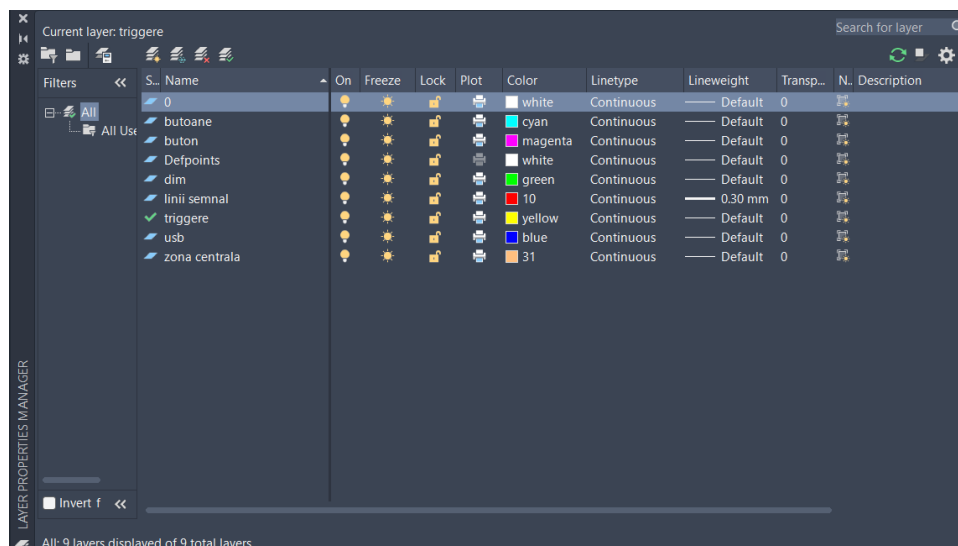 Current layer: triggere
Search for layer
Filters
S.. Name On Freeze Lock Plot Color Linetype Lineweight Transp... N. Description
All
All Use
0 white Continuous Default 0
butoane cyan Continuous Default 0
buton magenta Continuous Default 0
Defpoints white Continuous Default 0
dim green Continuous Default 0
linii semnal 10 Continuous 0.30 mm 0
triggere yellow Continuous Default 0
usb blue Continuous Default 0
zona centrala 31 Continuous Default 0
Invert f
LAYER PROPERTIES MANAGER
All: 9 layers displayed of 9 total layers